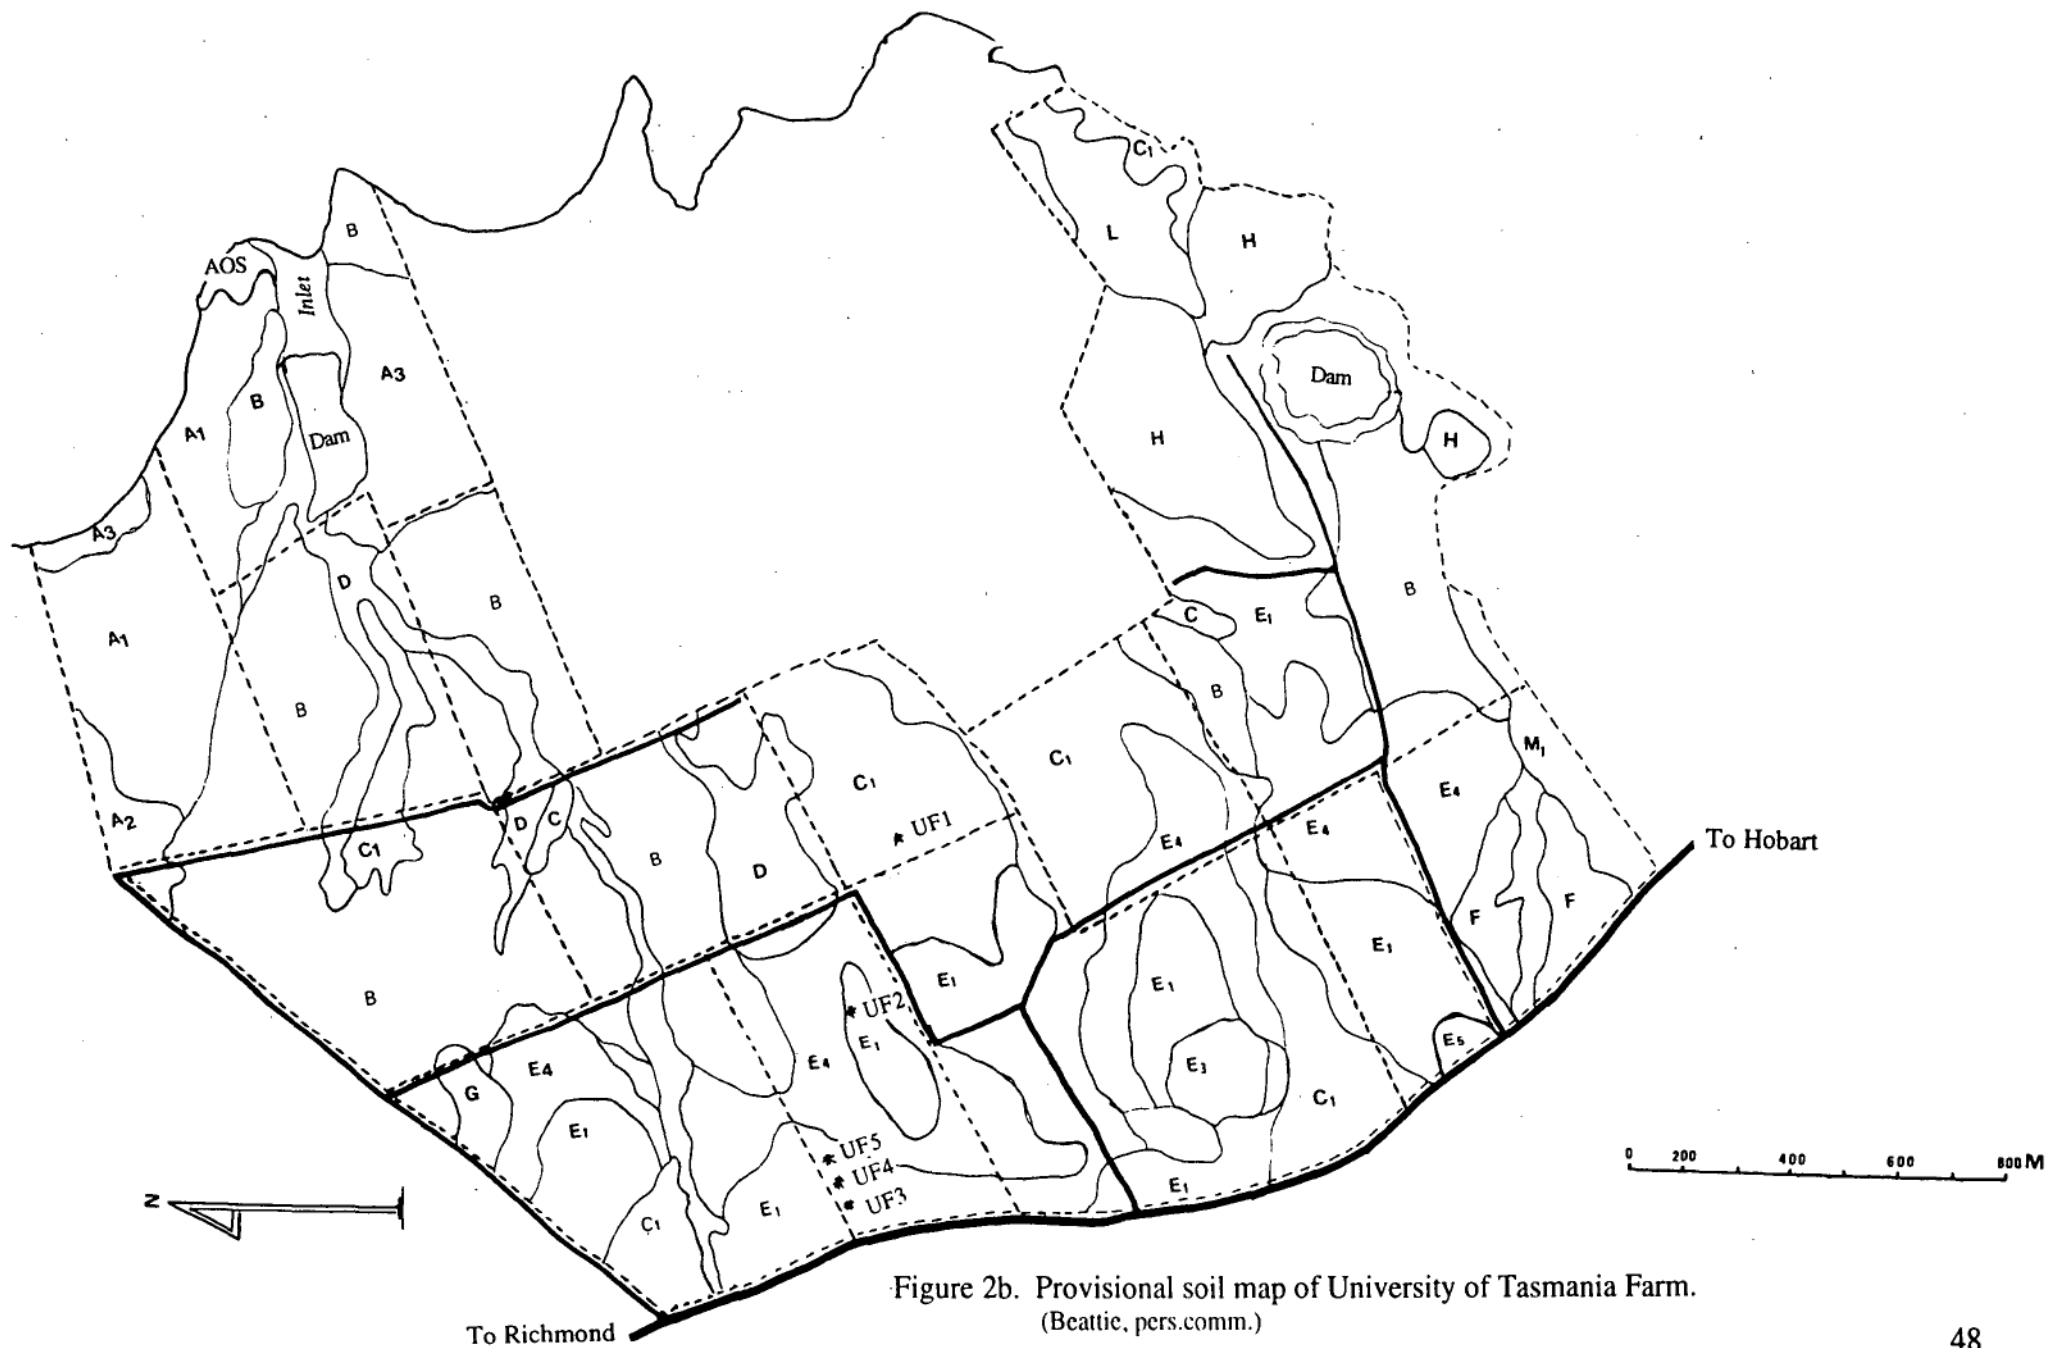 C1
B
L
H
AOS
Inlet
A3
Dam
B
A1
Dam
H
H
A3
D
B
B
C
E1
A1
B
B
M1
C1
C1
E4
A2
D
C
UF1
E4
E4
To Hobart
C1
B
D
F
F
E1
E1
E1
B
UF2
E1
E5
E4
E4
E3
G
C1
E1
UF5
UF4
UF3
0 200 400 600 800 M
E1
E1
C1
N
Figure 2b. Provisional soil map of University of Tasmania Farm.
(Beattie, pers.comm.)
To Richmond
48